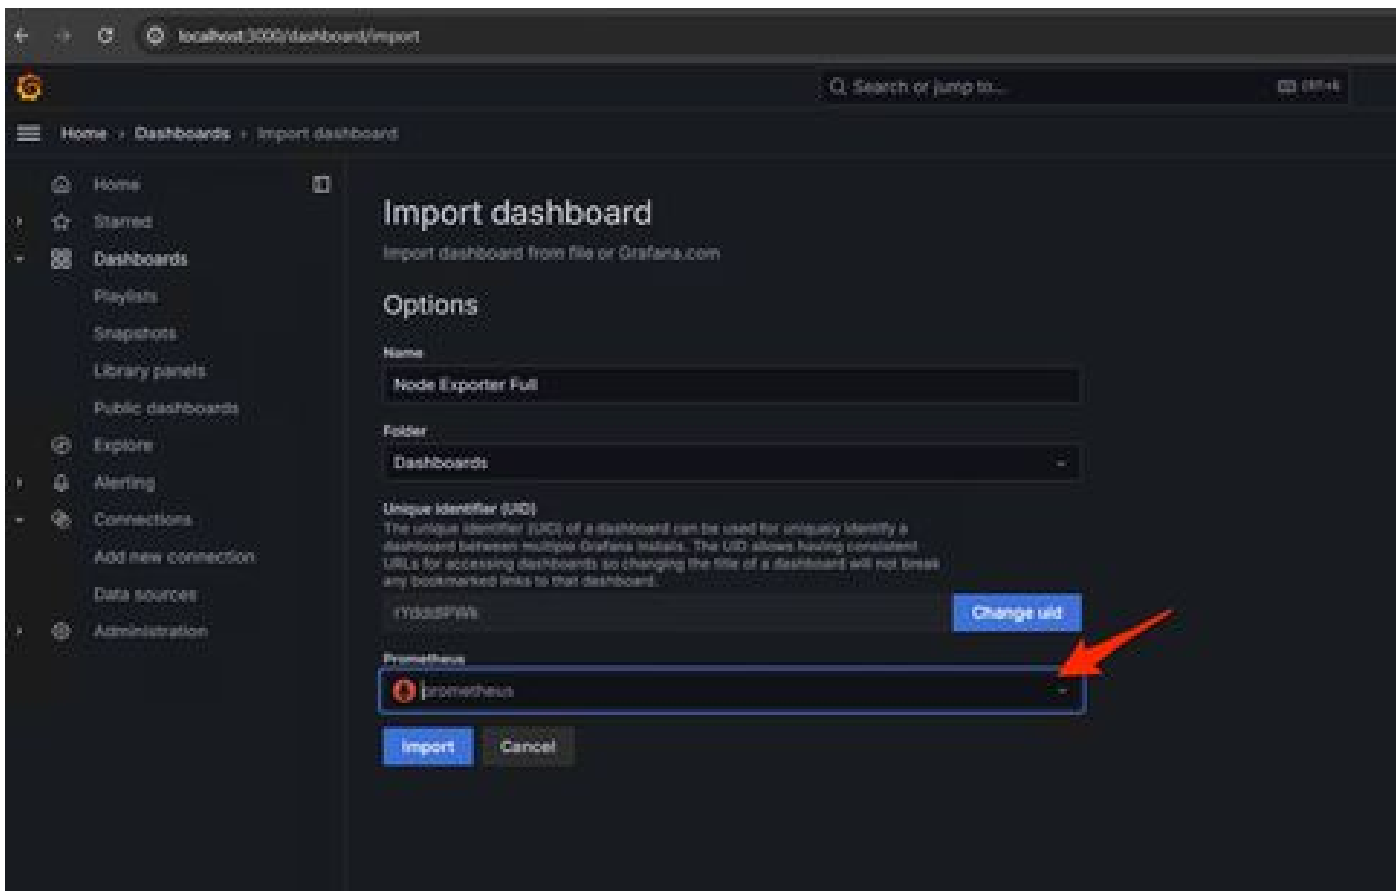 localhost:3000/dashboard/import
Search or jump to...
ctrl+k
Home › Dashboards › Import dashboard
Home
Starred
Dashboards
Playlists
Snapshots
Library panels
Public dashboards
Explore
Alerting
Connections
Add new connection
Data sources
Administration
Import dashboard
Import dashboard from file or Grafana.com
Options
Name
Node Exporter Full
Folder
Dashboards
Unique identifier (UID)
The unique identifier (UID) of a dashboard can be used for uniquely identify a
dashboard between multiple Grafana installs. The UID allows having consistent
URLs for accessing dashboards so changing the title of a dashboard will not break
any bookmarked links to that dashboard.
Change uid
Prometheus
prometheus
Import Cancel